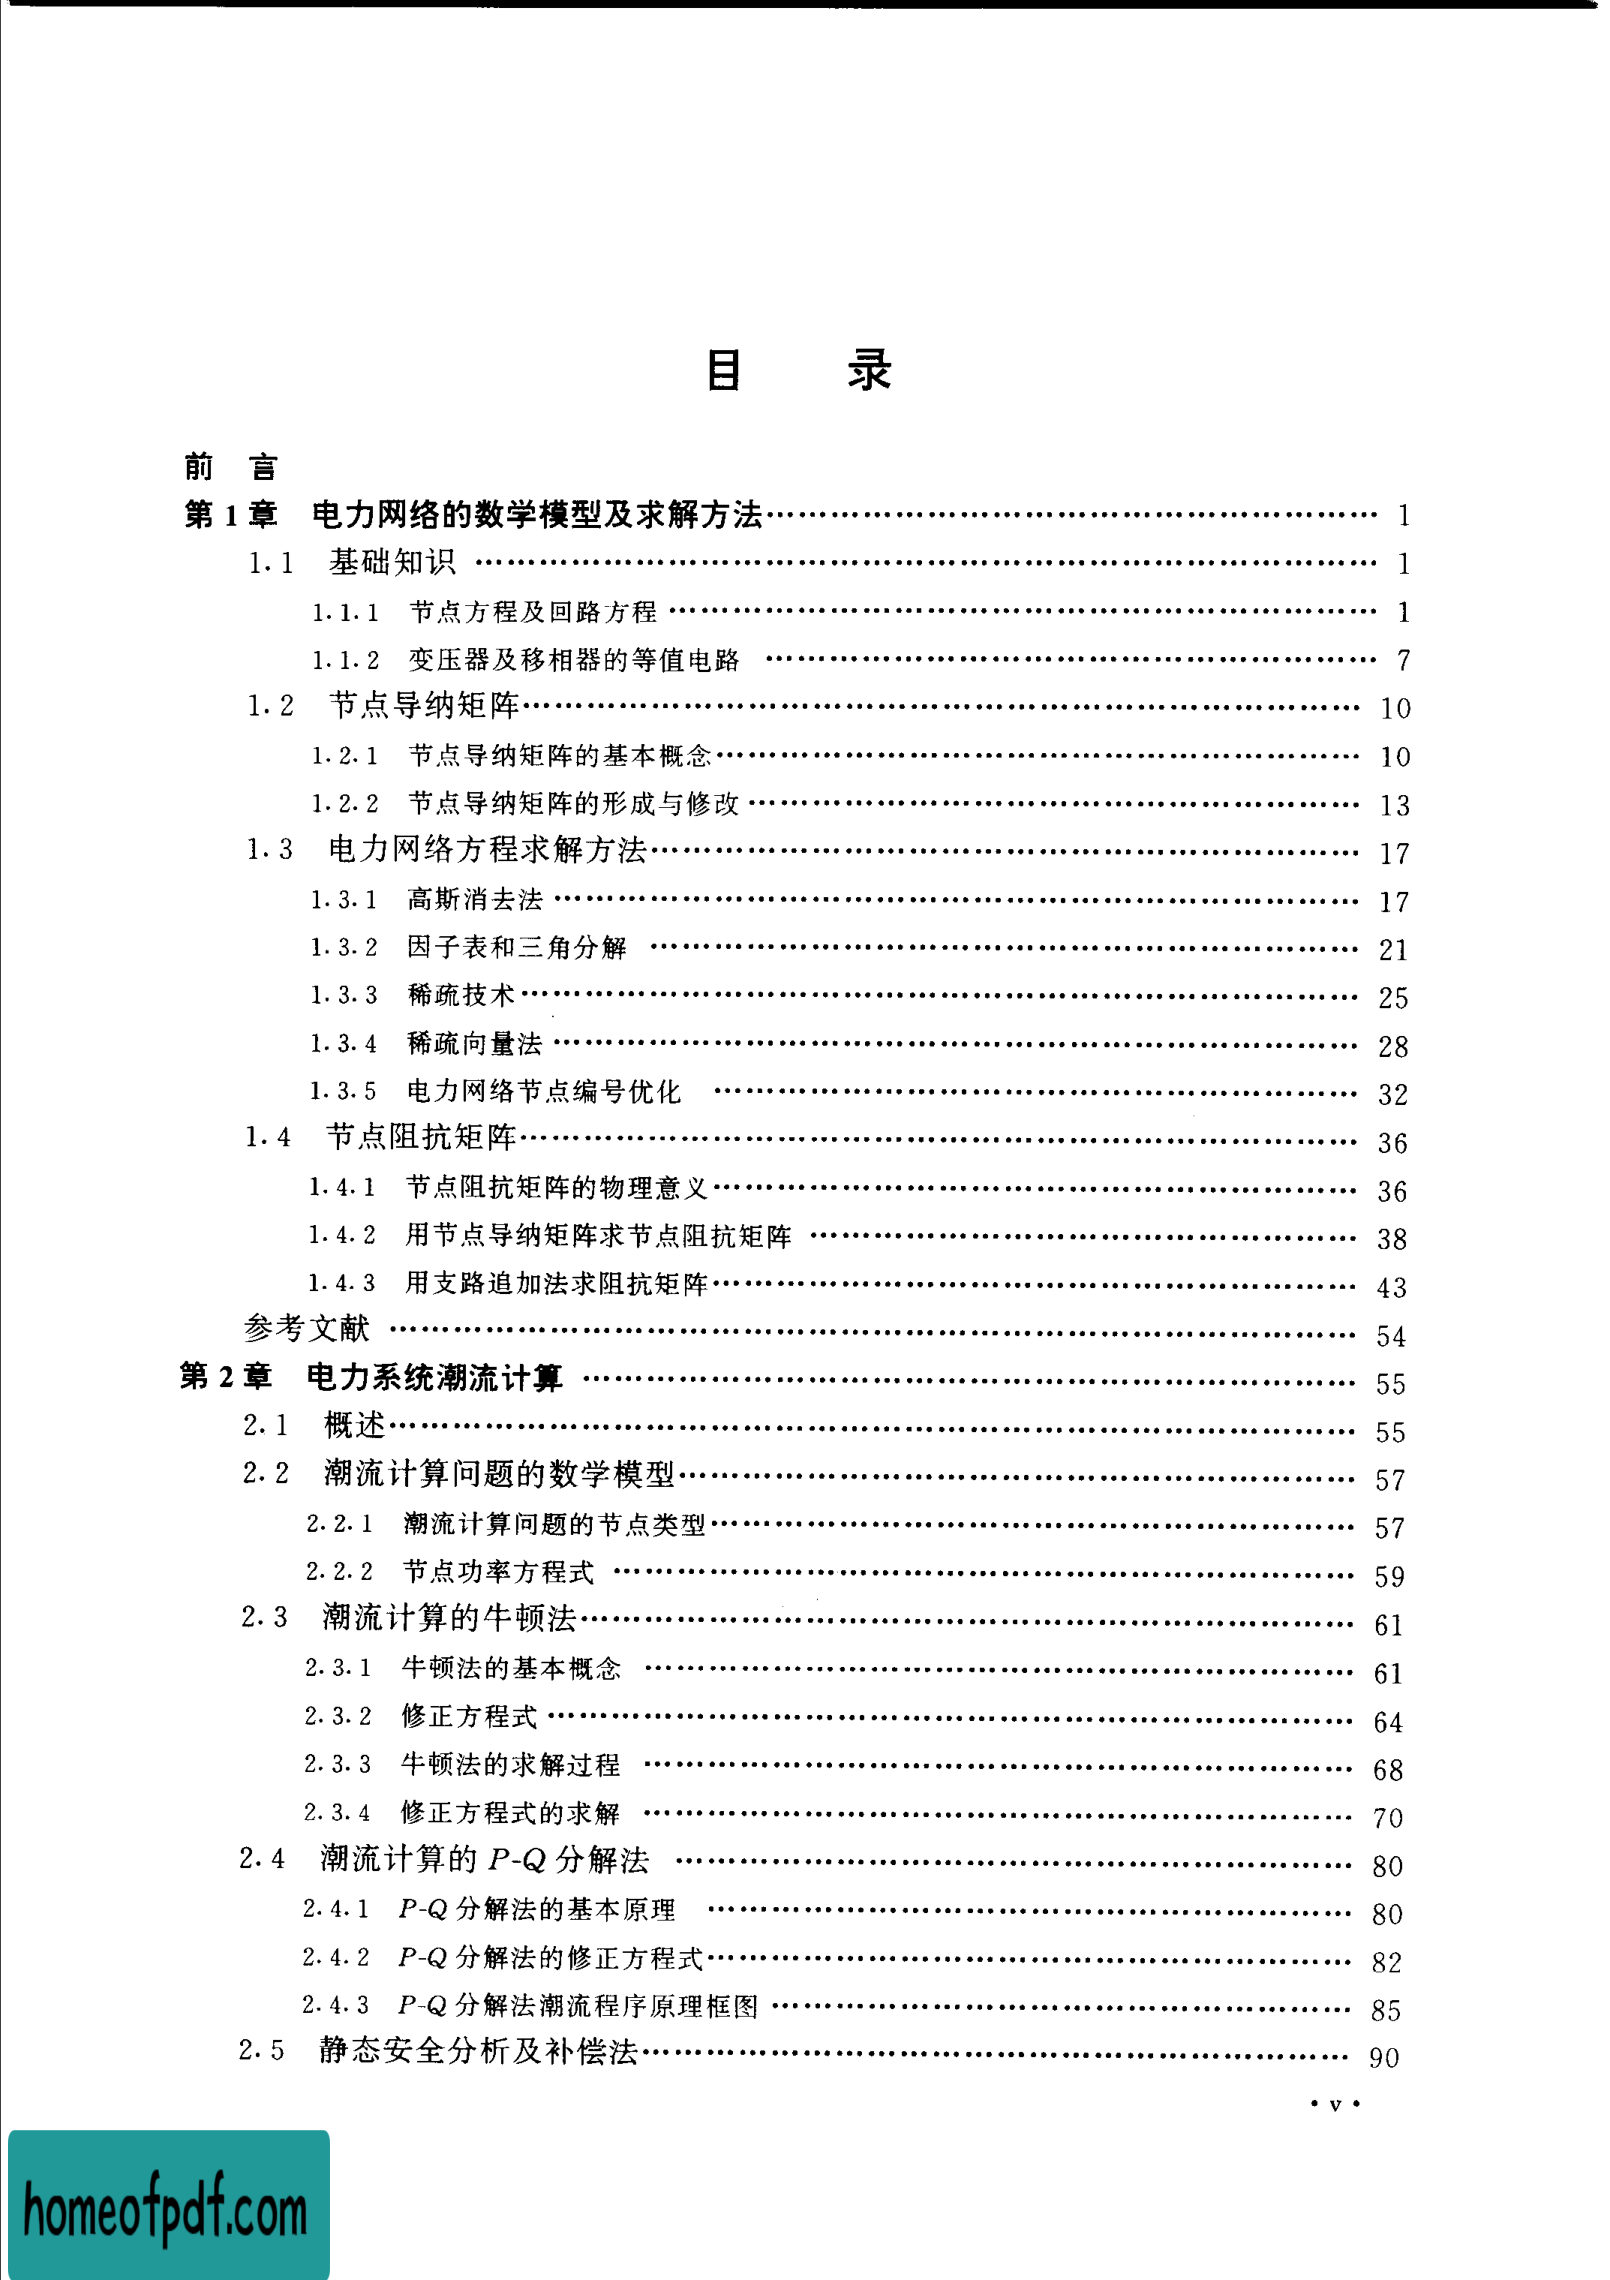 目 录
前 言
第 1 章 电力网络的数学模型及求解方法…………………………………………… 1
1.1 基础知识 …………………………………………… 1
1.1.1 节点方程及回路方程 …………………………………………… 1
1.1.2 变压器及移相器的等值电路 …………………………………………… 7
1.2 节点导纳矩阵…………………………………………… 10
1.2.1 节点导纳矩阵的基本概念…………………………………………… 10
1.2.2 节点导纳矩阵的形成与修改 …………………………………………… 13
1.3 电力网络方程求解方法…………………………………………… 17
1.3.1 高斯消去法 …………………………………………… 17
1.3.2 因子表和三角分解 …………………………………………… 21
1.3.3 稀疏技术…………………………………………… 25
1.3.4 稀疏向量法 …………………………………………… 28
1.3.5 电力网络节点编号优化 …………………………………………… 32
1.4 节点阻抗矩阵…………………………………………… 36
1.4.1 节点阻抗矩阵的物理意义…………………………………………… 36
1.4.2 用节点导纳矩阵求节点阻抗矩阵 …………………………………………… 38
1.4.3 用支路追加法求阻抗矩阵…………………………………………… 43
参考文献 …………………………………………… 54
第 2 章 电力系统潮流计算 …………………………………………… 55
2.1 概述…………………………………………… 55
2.2 潮流计算问题的数学模型…………………………………………… 57
2.2.1 潮流计算问题的节点类型…………………………………………… 57
2.2.2 节点功率方程式 …………………………………………… 59
2.3 潮流计算的牛顿法…………………………………………… 61
2.3.1 牛顿法的基本概念 …………………………………………… 61
2.3.2 修正方程式 …………………………………………… 64
2.3.3 牛顿法的求解过程 …………………………………………… 68
2.3.4 修正方程式的求解 …………………………………………… 70
2.4 潮流计算的 P-Q 分解法 …………………………………………… 80
2.4.1 P-Q 分解法的基本原理 …………………………………………… 80
2.4.2 P-Q 分解法的修正方程式…………………………………………… 82
2.4.3 P-Q 分解法潮流程序原理框图 …………………………………………… 85
2.5 静态安全分析及补偿法…………………………………………… 90
• v •
homeofpdf.com